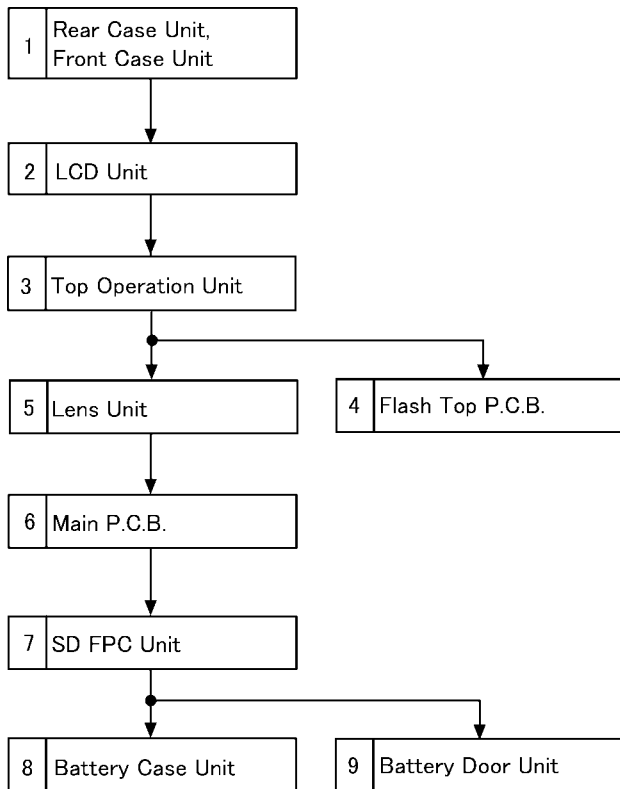 1
Rear Case Unit,
Front Case Unit
2 LCD Unit
3 Top Operation Unit
5 Lens Unit
4 Flash Top P.C.B.
6 Main P.C.B.
7 SD FPC Unit
8 Battery Case Unit
9 Battery Door Unit